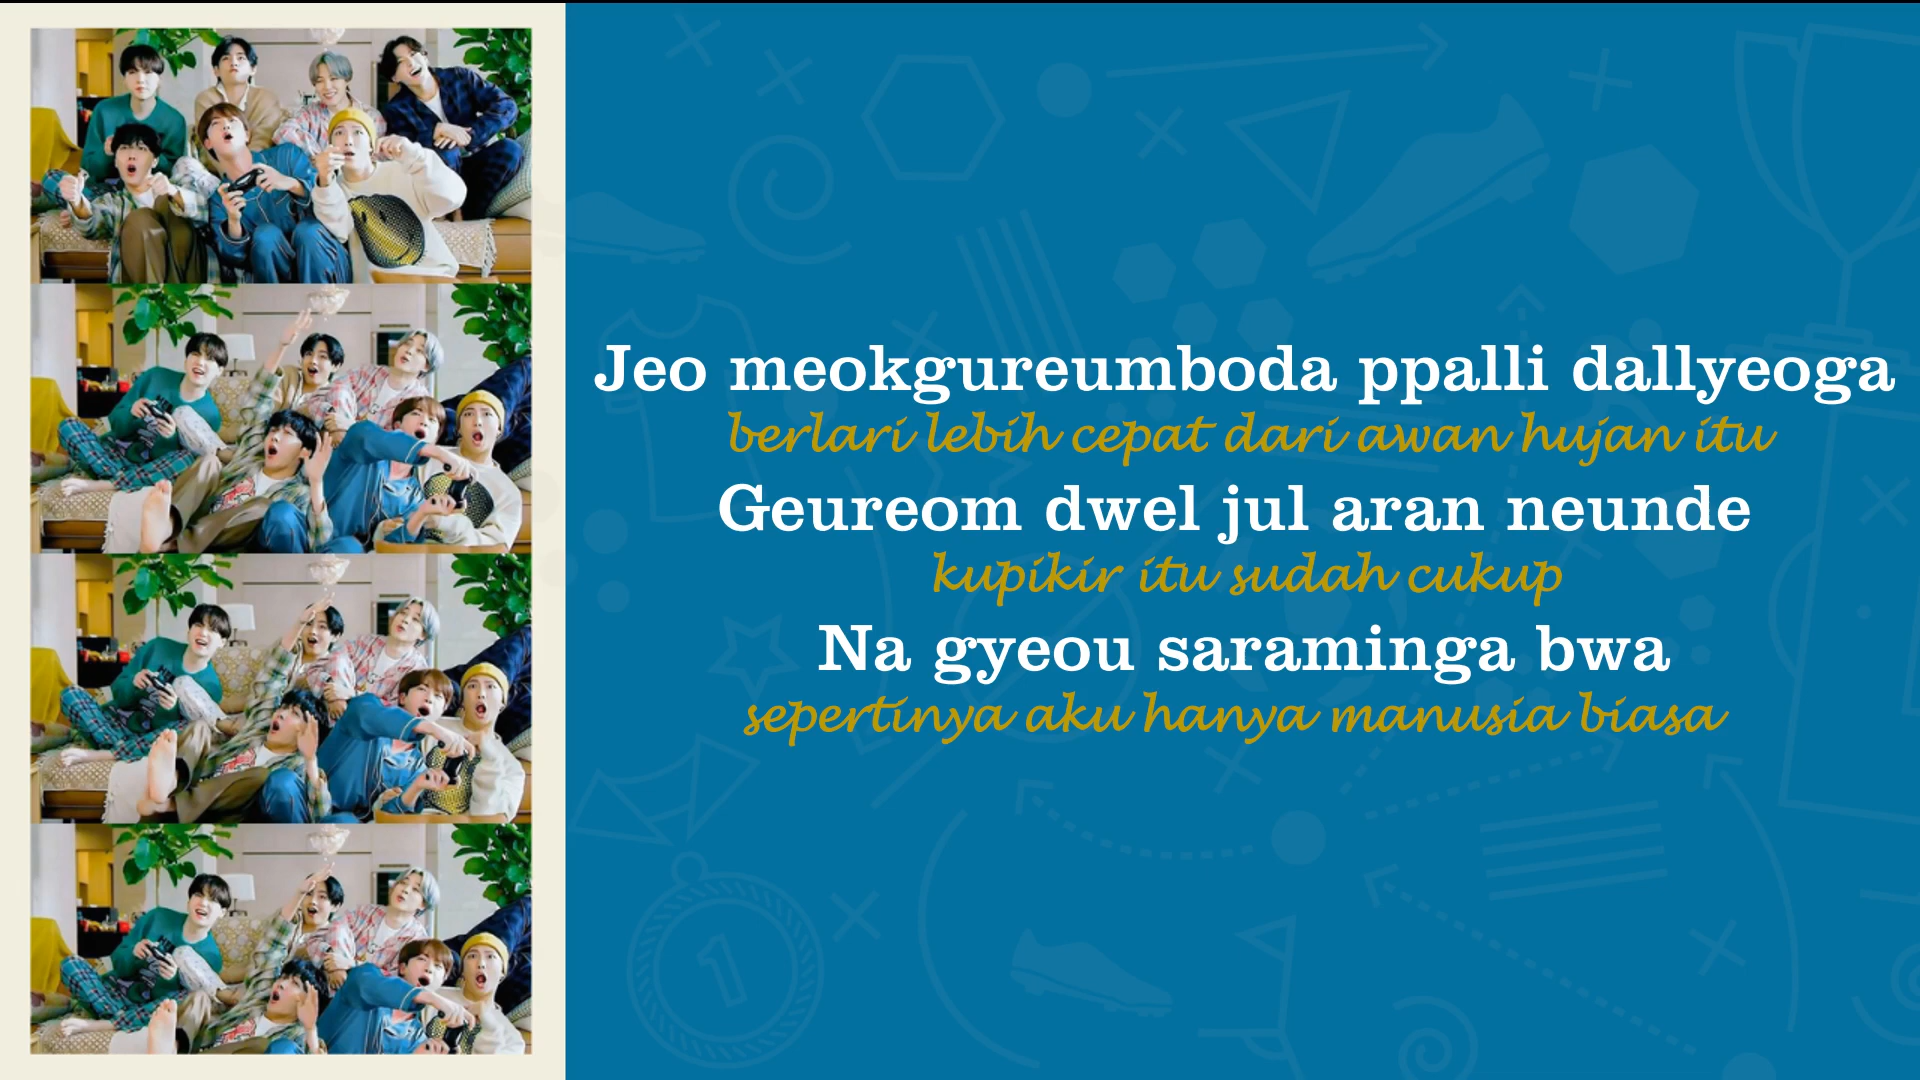 Jeo meokgureumboda ppalli dallyeoga
berlari lebih cepat dari awan hujan itu
Geureom dwel jul aran neunde
kupikir itu sudah cukup
Na gyeou saraminga bwa
sepertinya aku hanya manusia biasa
1